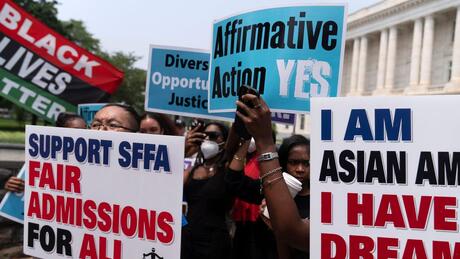 BLACK
LIVES
MATTER
Divers
Opportu
Justic
Affirmative
Action YES
SUPPORT SFFA
FAIR
ADMISSIONS
FOR ALL
I AM
ASIAN AM
I HAVE
DREAM